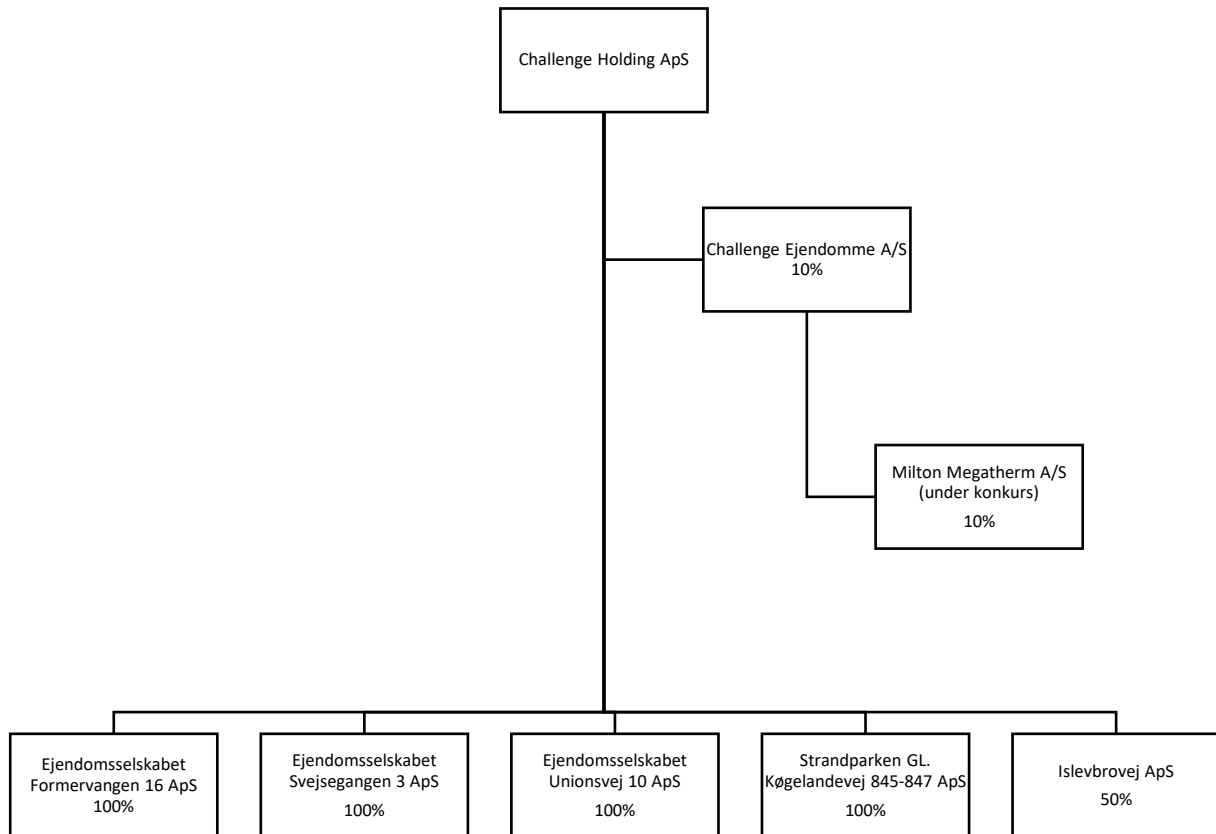 Challenge Holding ApS
Challenge Ejendomme A/S
10%
Milton Megatherm A/S
(under konkurs)
10%
Ejendomsselskabet
Formervangen 16 ApS
100%
Ejendomsselskabet
Svejsegangen 3 ApS
100%
Ejendomsselskabet
Unionsvej 10 ApS
100%
Strandparken GL.
Køgelandevej 845-847 ApS
100%
Islevbrovej ApS
50%